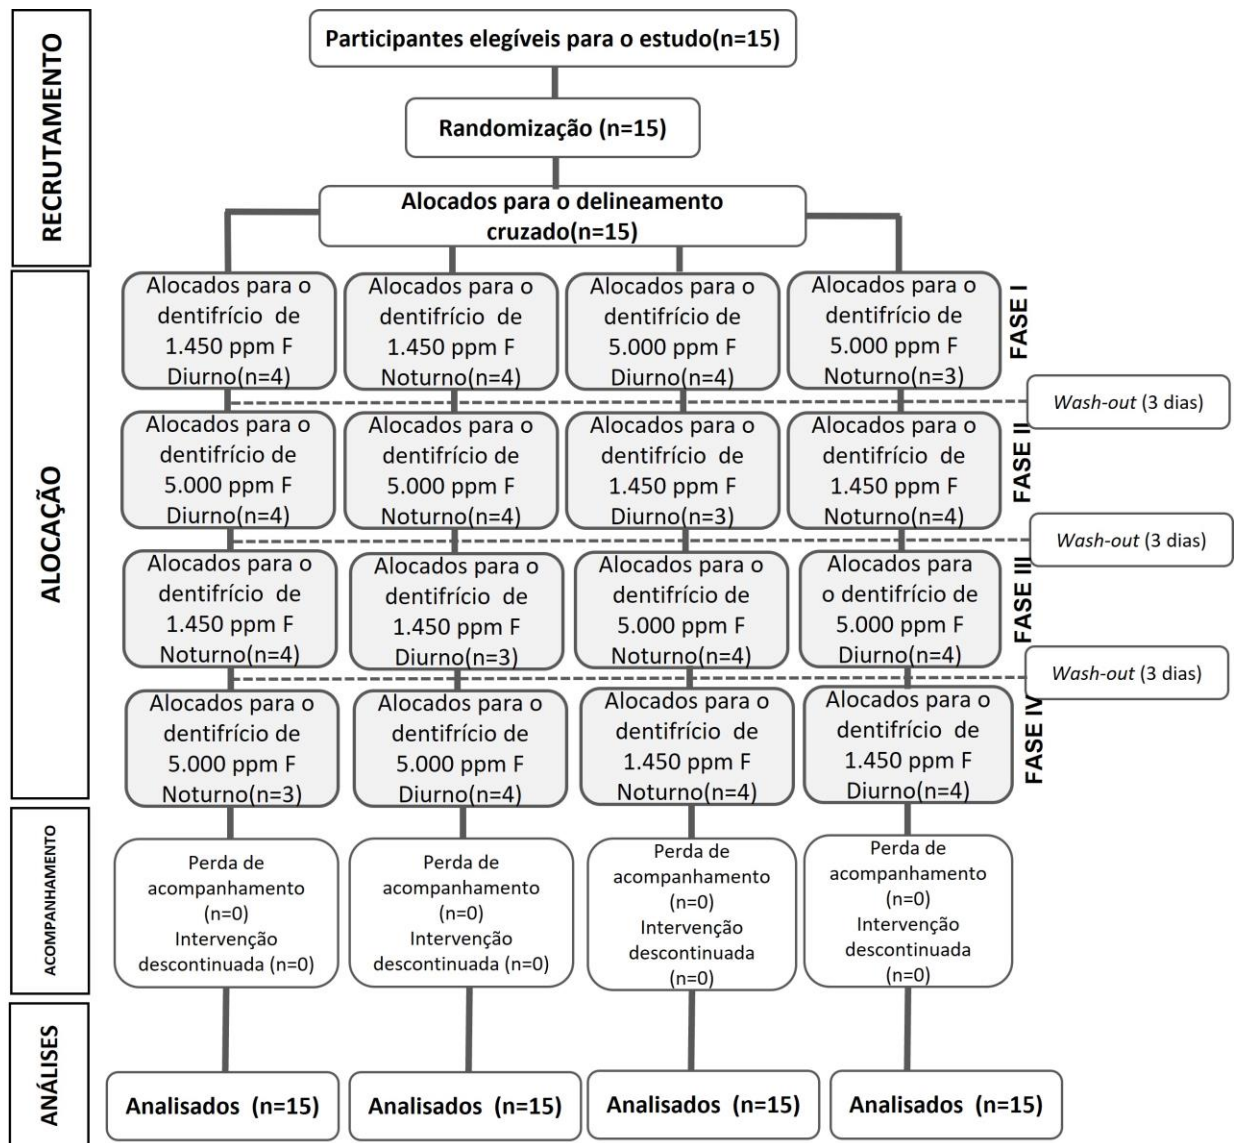 RECRUTAMENTO
Participantes elegíveis para o estudo(n=15)
Randomização (n=15)
Alocados para o delineamento
cruzado(n=15)
ALOCAÇÃO
Alocados para o
dentifrício de
1.450 ppm F
Diurno(n=4)
Alocados para o
dentifrício de
1.450 ppm F
Noturno(n=4)
Alocados para o
dentifrício de
5.000 ppm F
Diurno(n=4)
Alocados para o
dentifrício de
5.000 ppm F
Noturno(n=3)
FASE I
Wash-out (3 dias)
Alocados para o
dentifrício de
5.000 ppm F
Diurno(n=4)
Alocados para o
dentifrício de
5.000 ppm F
Noturno(n=4)
Alocados para o
dentifrício de
1.450 ppm F
Diurno(n=3)
Alocados para o
dentifrício de
1.450 ppm F
Noturno(n=4)
FASE II
Wash-out (3 dias)
Alocados para o
dentifrício de
1.450 ppm F
Noturno(n=4)
Alocados para o
dentifrício de
1.450 ppm F
Diurno(n=3)
Alocados para o
dentifrício de
5.000 ppm F
Noturno(n=4)
Alocados para
o dentifrício de
5.000 ppm F
Diurno(n=4)
FASE III
Wash-out (3 dias)
Alocados para o
dentifrício de
5.000 ppm F
Noturno(n=3)
Alocados para o
dentifrício de
5.000 ppm F
Diurno(n=4)
Alocados para o
dentifrício de
1.450 ppm F
Noturno(n=4)
Alocados para o
dentifrício de
1.450 ppm F
Diurno(n=4)
FASE IV
ACOMPANHAMENTO
Perda de
acompanhamento
(n=0)
Intervenção
descontinuada (n=0)
Perda de
acompanhamento
(n=0)
Intervenção
descontinuada (n=0)
Perda de
acompanhamento
(n=0)
Intervenção
descontinuada
(n=0)
Perda de
acompanhamento
(n=0)
Intervenção
descontinuada
(n=0)
ANÁLISES
Analisados (n=15)
Analisados (n=15)
Analisados (n=15)
Analisados (n=15)